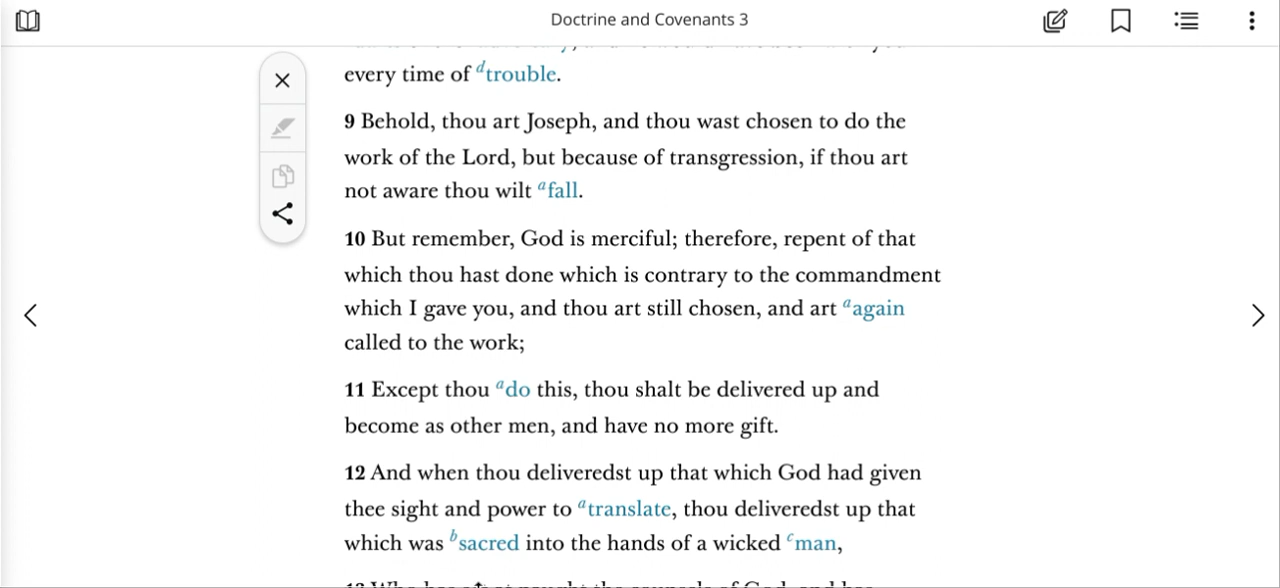 Doctrine and Covenants 3
every time of dtrouble.
9 Behold, thou art Joseph, and thou wast chosen to do the
work of the Lord, but because of transgression, if thou art
not aware thou wilt afall.
10 But remember, God is merciful; therefore, repent of that
which thou hast done which is contrary to the commandment
which I gave you, and thou art still chosen, and art aagain
called to the work;
11 Except thou ado this, thou shalt be delivered up and
become as other men, and have no more gift.
12 And when thou deliveredst up that which God had given
thee sight and power to atranslate, thou deliveredst up that
which was bsacred into the hands of a wicked cman,